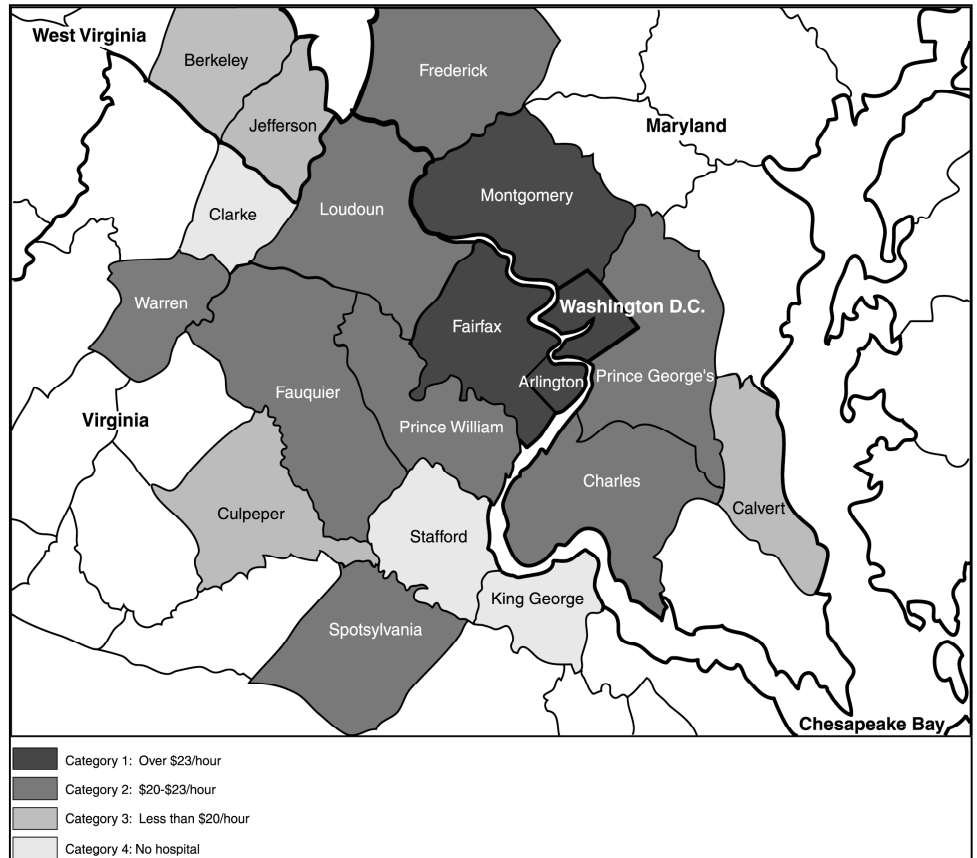 West Virginia
Berkeley
Frederick
Jefferson
Maryland
Montgomery
Clarke
Loudoun
Warren
Washington D.C.
Fairfax
Arlington
Prince George's
Fauquier
Virginia
Prince William
Charles
Calvert
Culpeper
Stafford
King George
Spotsylvania
Chesapeake Bay
Category 1: Over $23/hour
Category 2: $20-$23/hour
Category 3: Less than $20/hour
Category 4: No hospital